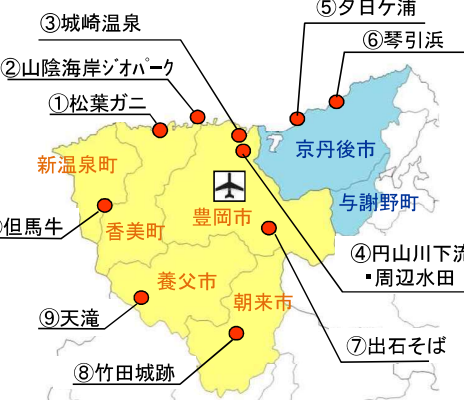 ③城崎温泉
⑤夕日ケ浦
⑥琴引浜
②山陰海岸ｼﾞｵﾊﾟｰｸ
①松葉ガニ
京丹後市
新温泉町
与謝野町
但馬牛
香美町
豊岡市
④円山川下流
・周辺水田
養父市
朝来市
⑨天滝
⑦出石そば
⑧竹田城跡